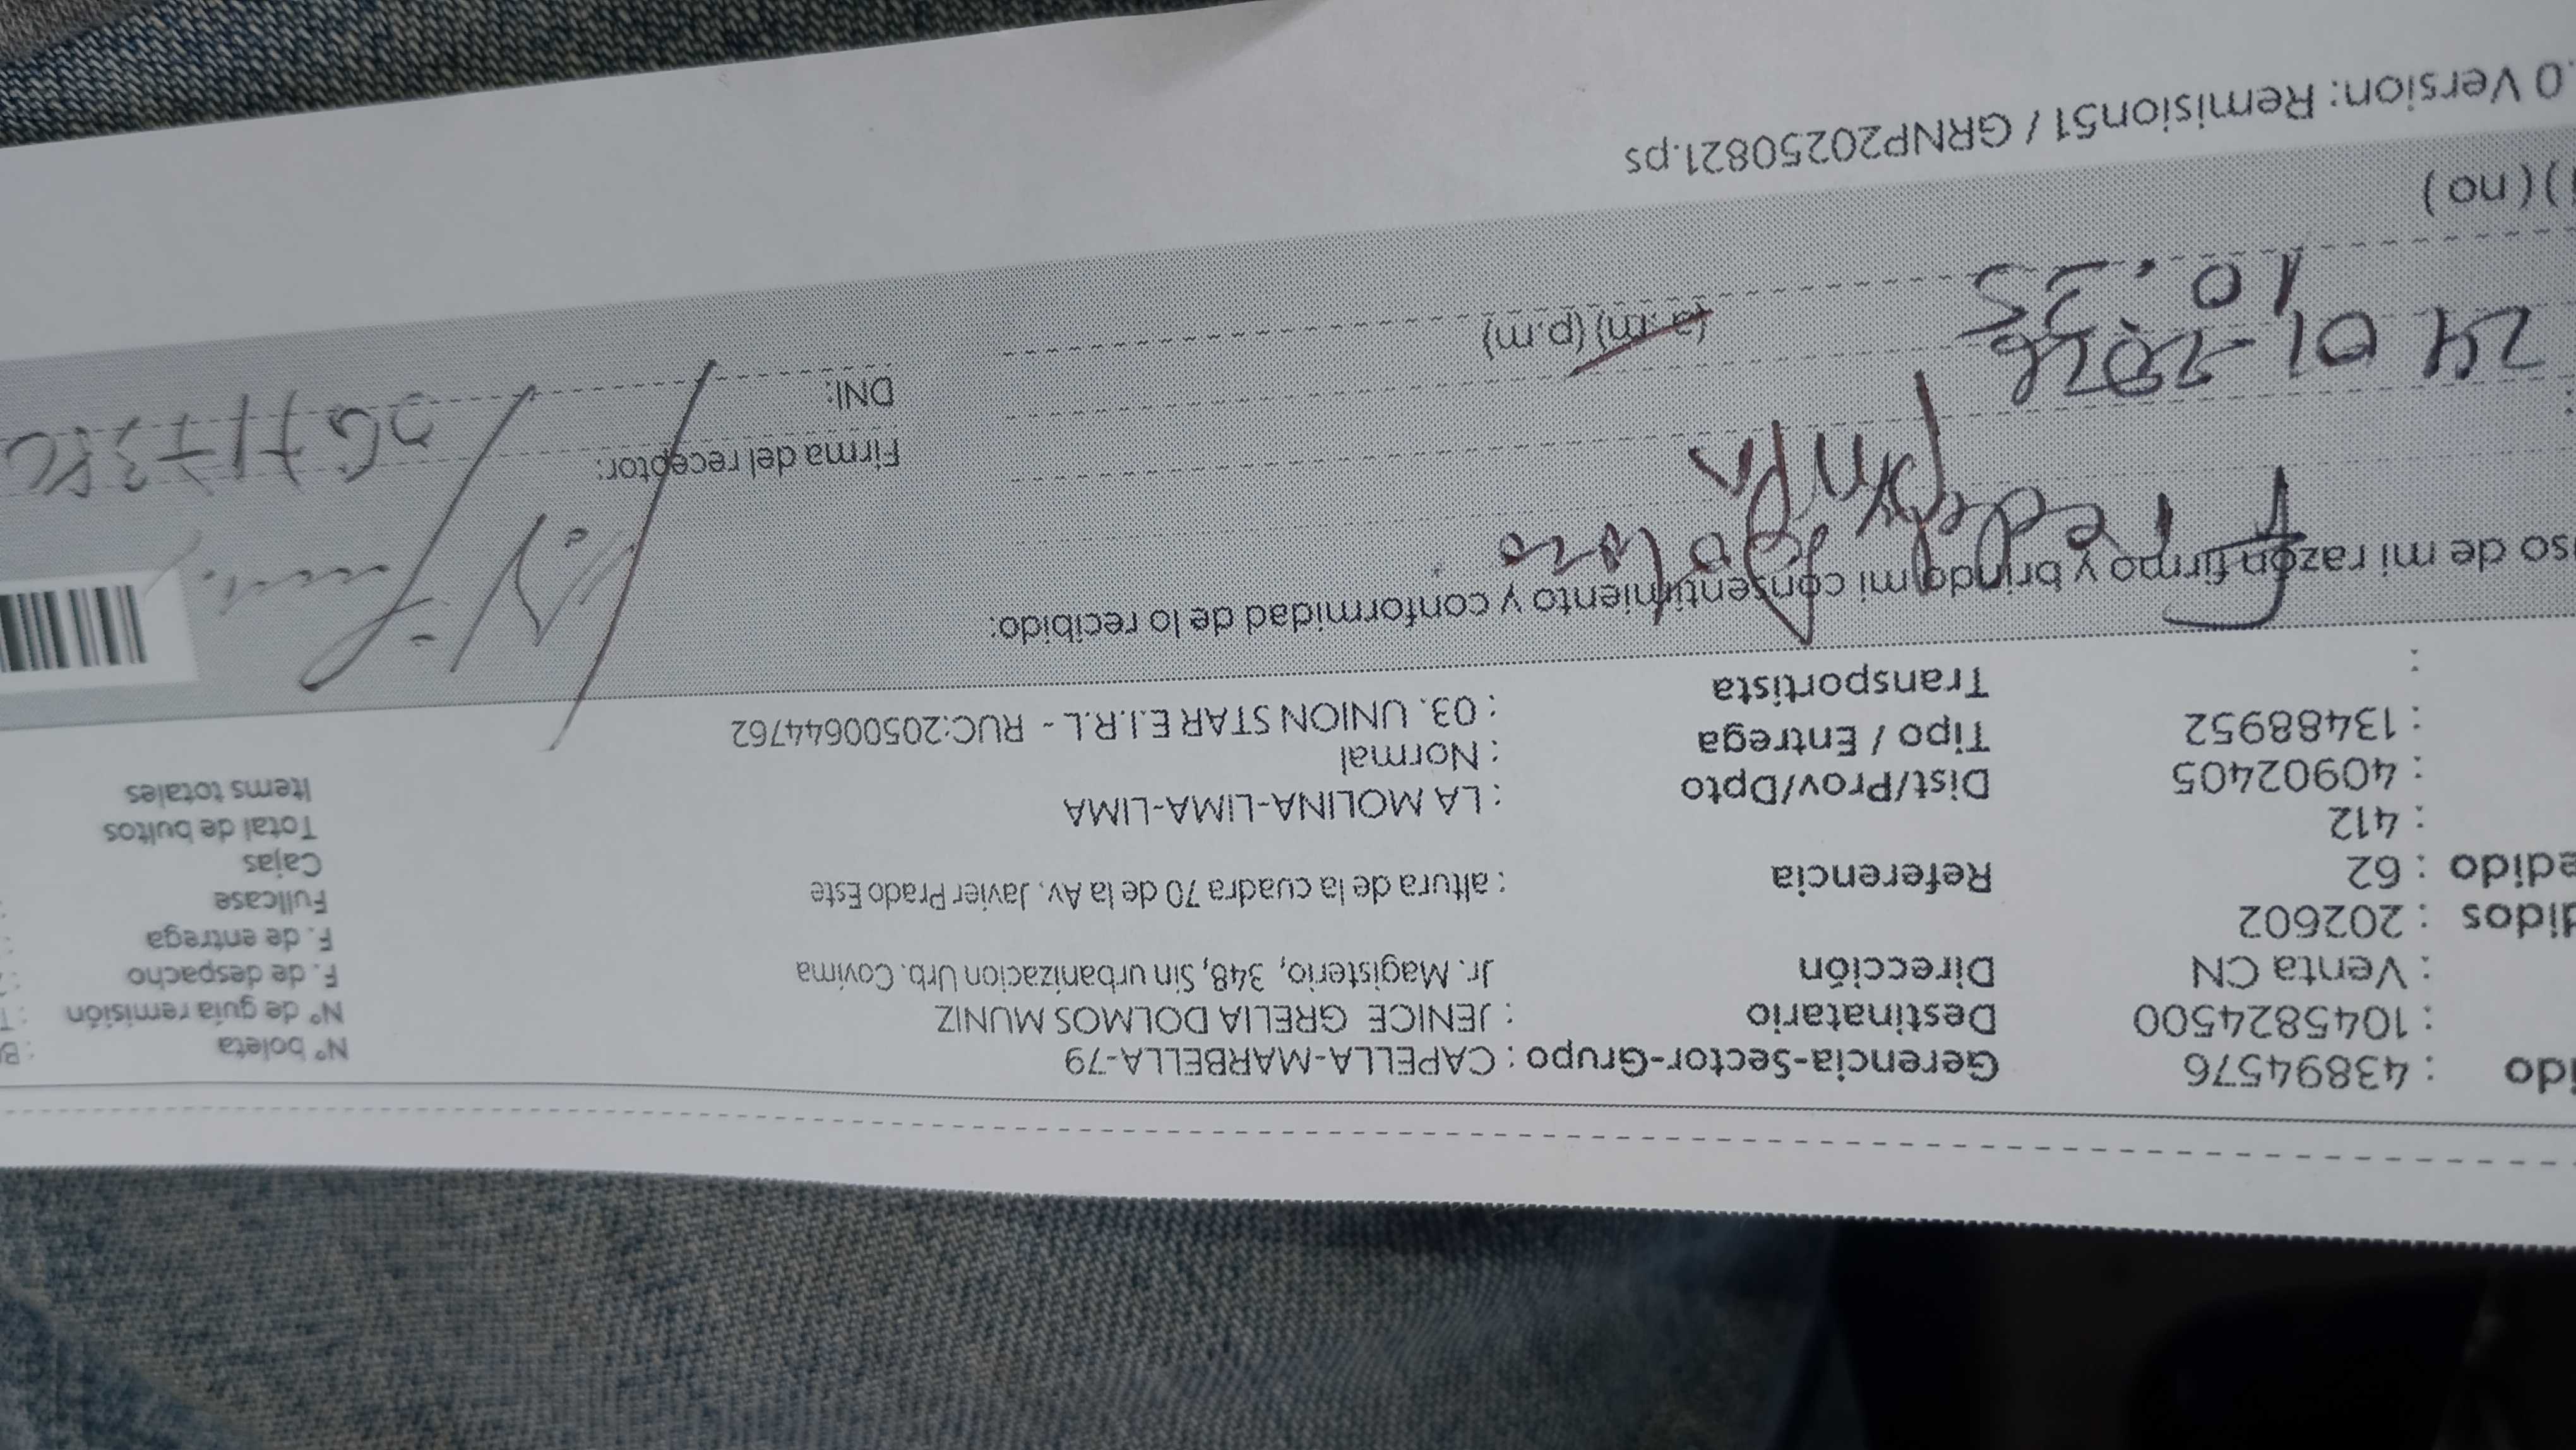 ido : 43894576 Gerencia-Sector-Grupo : CAPELLA-MARBELLA-79 Nº boleta :
: 1045824500 Destinatario : JENICE GRELIA DOLMOS MUNIZ Nº de guía remisión :
: Venta CN Dirección Jr. Magisterio, 348, Sin urbanizacion Urb. Covima F. de despacho :
didos : 202602 F. de entrega :
edido : 62 Referencia : altura de la cuadra 70 de la Av. Javier Prado Este Fullcase :
: 412 Cajas
: 40902405 Dist/Prov/Dpto : LA MOLINA-LIMA-LIMA Total de bultos
: 13488952 Tipo / Entrega : Normal Items totales
: Transportista : 03. UNION STAR E.I.R.L - RUC:20500644762
uso de mi razón firmo y brindo mi consentimiento y conformidad de lo recibido:
Firma del receptor:
24 01-2026 DNI:
10:35 (a.m) (p.m)
) ( no )
.0 Version: Remision51 / GRNP20250821.ps